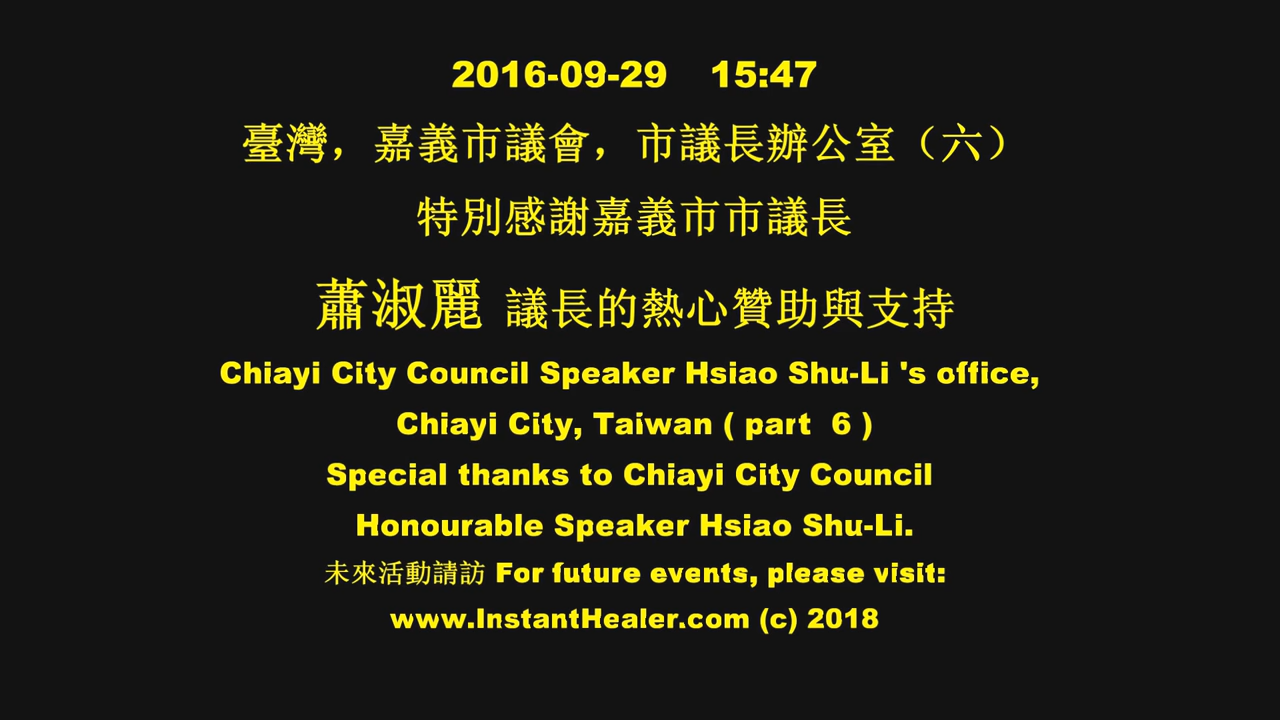 2016-09-29 15:47
臺灣，嘉義市議會，市議長辦公室（六）
特別感謝嘉義市市議長
蕭淑麗 議長的熱心贊助與支持
Chiayi City Council Speaker Hsiao Shu-Li 's office,
Chiayi City, Taiwan ( part 6 )
Special thanks to Chiayi City Council
Honourable Speaker Hsiao Shu-Li.
未來活動請訪 For future events, please visit:
www.InstantHealer.com (c) 2018